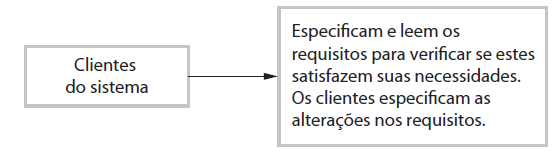 Clientes
do sistema
Especificam e leem os
requisitos para verificar se estes
satisfazem suas necessidades.
Os clientes especificam as
alterações nos requisitos.